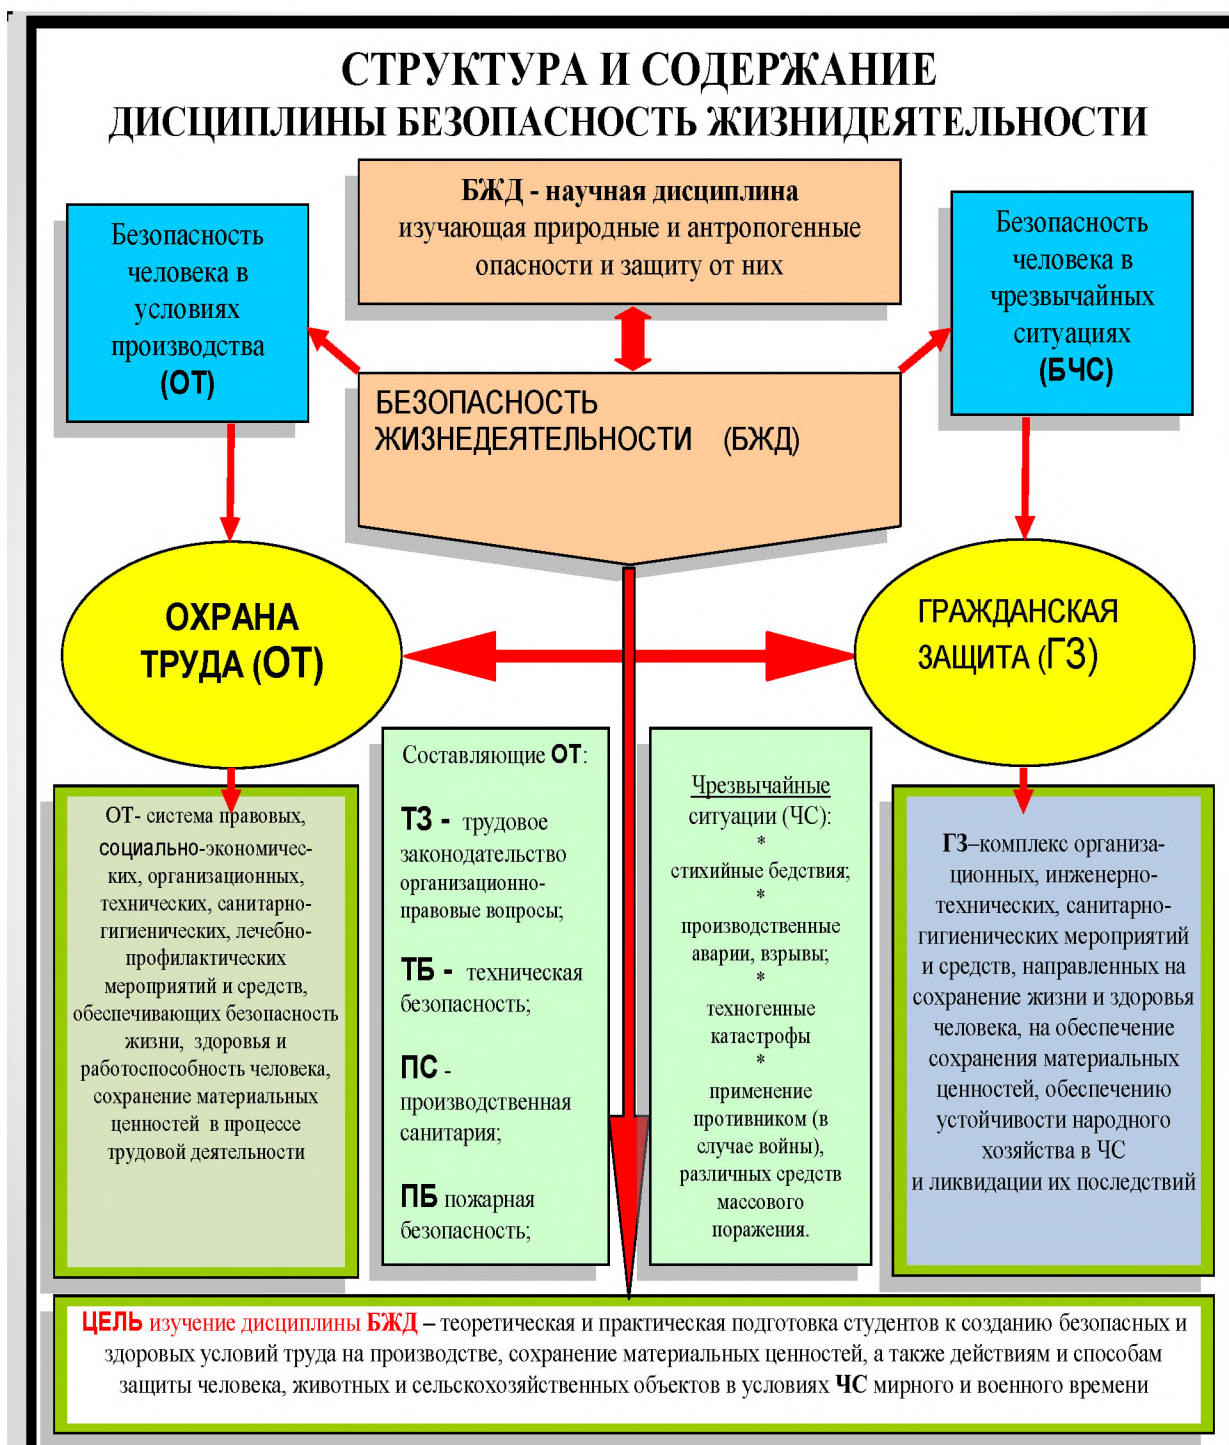 СТРУКТУРА И СОДЕРЖАНИЕ
ДИСЦИПЛИНЫ БЕЗОПАСНОСТЬ ЖИЗНИДЕЯТЕЛЬНОСТИ
БЖД - научная дисциплина
изучающая природные и антропогенные
опасности и защиту от них
Безопасность
человека в
условиях
производства
(ОТ)
Безопасность
человека в
чрезвычайных
ситуациях
(БЧС)
БЕЗОПАСНОСТЬ
ЖИЗНЕДЕЯТЕЛЬНОСТИ (БЖД)
ОХРАНА
ТРУДА (ОТ)
ГРАЖДАНСКАЯ
ЗАЩИТА (ГЗ)
ОТ- система правовых,
социально-экономичес-
ких, организационных,
технических, санитарно-
гигиенических, лечебно-
профилактических
мероприятий и средств,
обеспечивающих безопасность
жизни, здоровья и
работоспособность человека,
сохранение материальных
ценностей в процессе
трудовой деятельности
Составляющие ОТ:
ТЗ - трудовое
законодательство
организационно-
правовые вопросы;
ТБ - техническая
безопасность;
ПС -
производственная
санитария;
ПБ пожарная
безопасность;
Чрезвычайные
ситуации (ЧС):
*
стихийные бедствия;
*
производственные
аварии, взрывы;
*
техногенные
катастрофы
*
применение
противником (в
случае войны),
различных средств
массового
поражения.
ГЗ–комплекс организа-
ционных, инженерно-
технических, санитарно-
гигиенических мероприятий
и средств, направленных на
сохранение жизни и здоровья
человека, на обеспечение
сохранения материальных
ценностей, обеспечению
устойчивости народного
хозяйства в ЧС
и ликвидации их последствий
ЦЕЛЬ изучение дисциплины БЖД – теоретическая и практическая подготовка студентов к созданию безопасных и
здоровых условий труда на производстве, сохранение материальных ценностей, а также действиям и способам
защиты человека, животных и сельскохозяйственных объектов в условиях ЧС мирного и военного времени